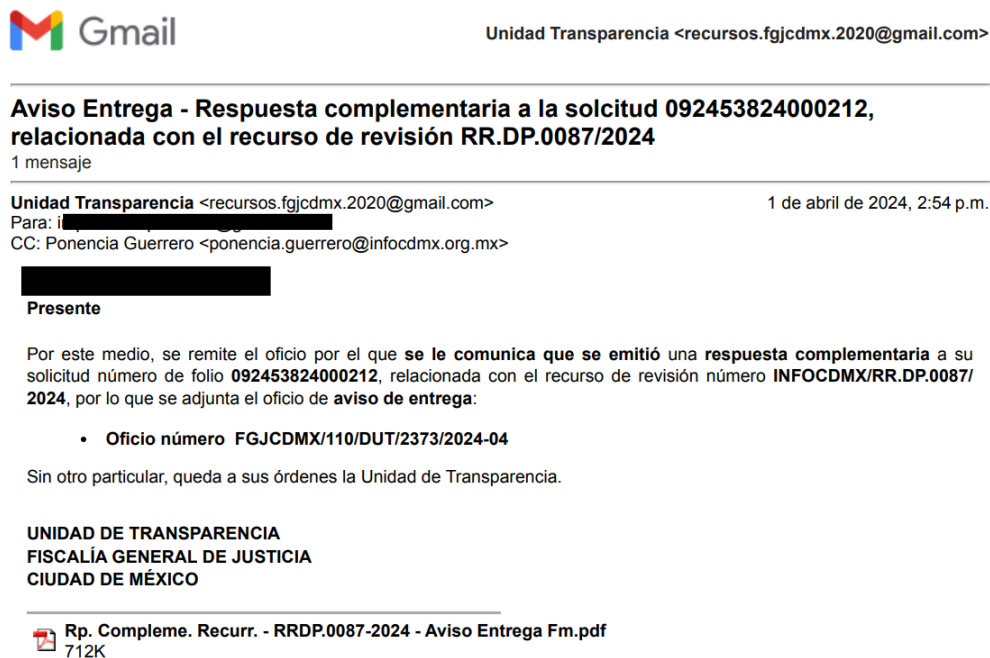 Gmail
Unidad Transparencia <recursos.fgjcdmx.2020@gmail.com>
Aviso Entrega - Respuesta complementaria a la solcitud 092453824000212,
relacionada con el recurso de revisión RR.DP.0087/2024
1 mensaje
Unidad Transparencia <recursos.fgjcdmx.2020@gmail.com> 1 de abril de 2024, 2:54 p.m.
Para:
CC: Ponencia Guerrero <ponencia.guerrero@infocdmx.org.mx>
Presente
Por este medio, se remite el oficio por el que se le comunica que se emitió una respuesta complementaria a su
solicitud número de folio 092453824000212, relacionada con el recurso de revisión número INFOCDMX/RR.DP.0087/
2024, por lo que se adjunta el oficio de aviso de entrega:
• Oficio número FGJCDMX/110/DUT/2373/2024-04
Sin otro particular, queda a sus órdenes la Unidad de Transparencia.
UNIDAD DE TRANSPARENCIA
FISCALÍA GENERAL DE JUSTICIA
CIUDAD DE MÉXICO
Rp. Compleme. Recurr. - RRDP.0087-2024 - Aviso Entrega Fm.pdf
712K